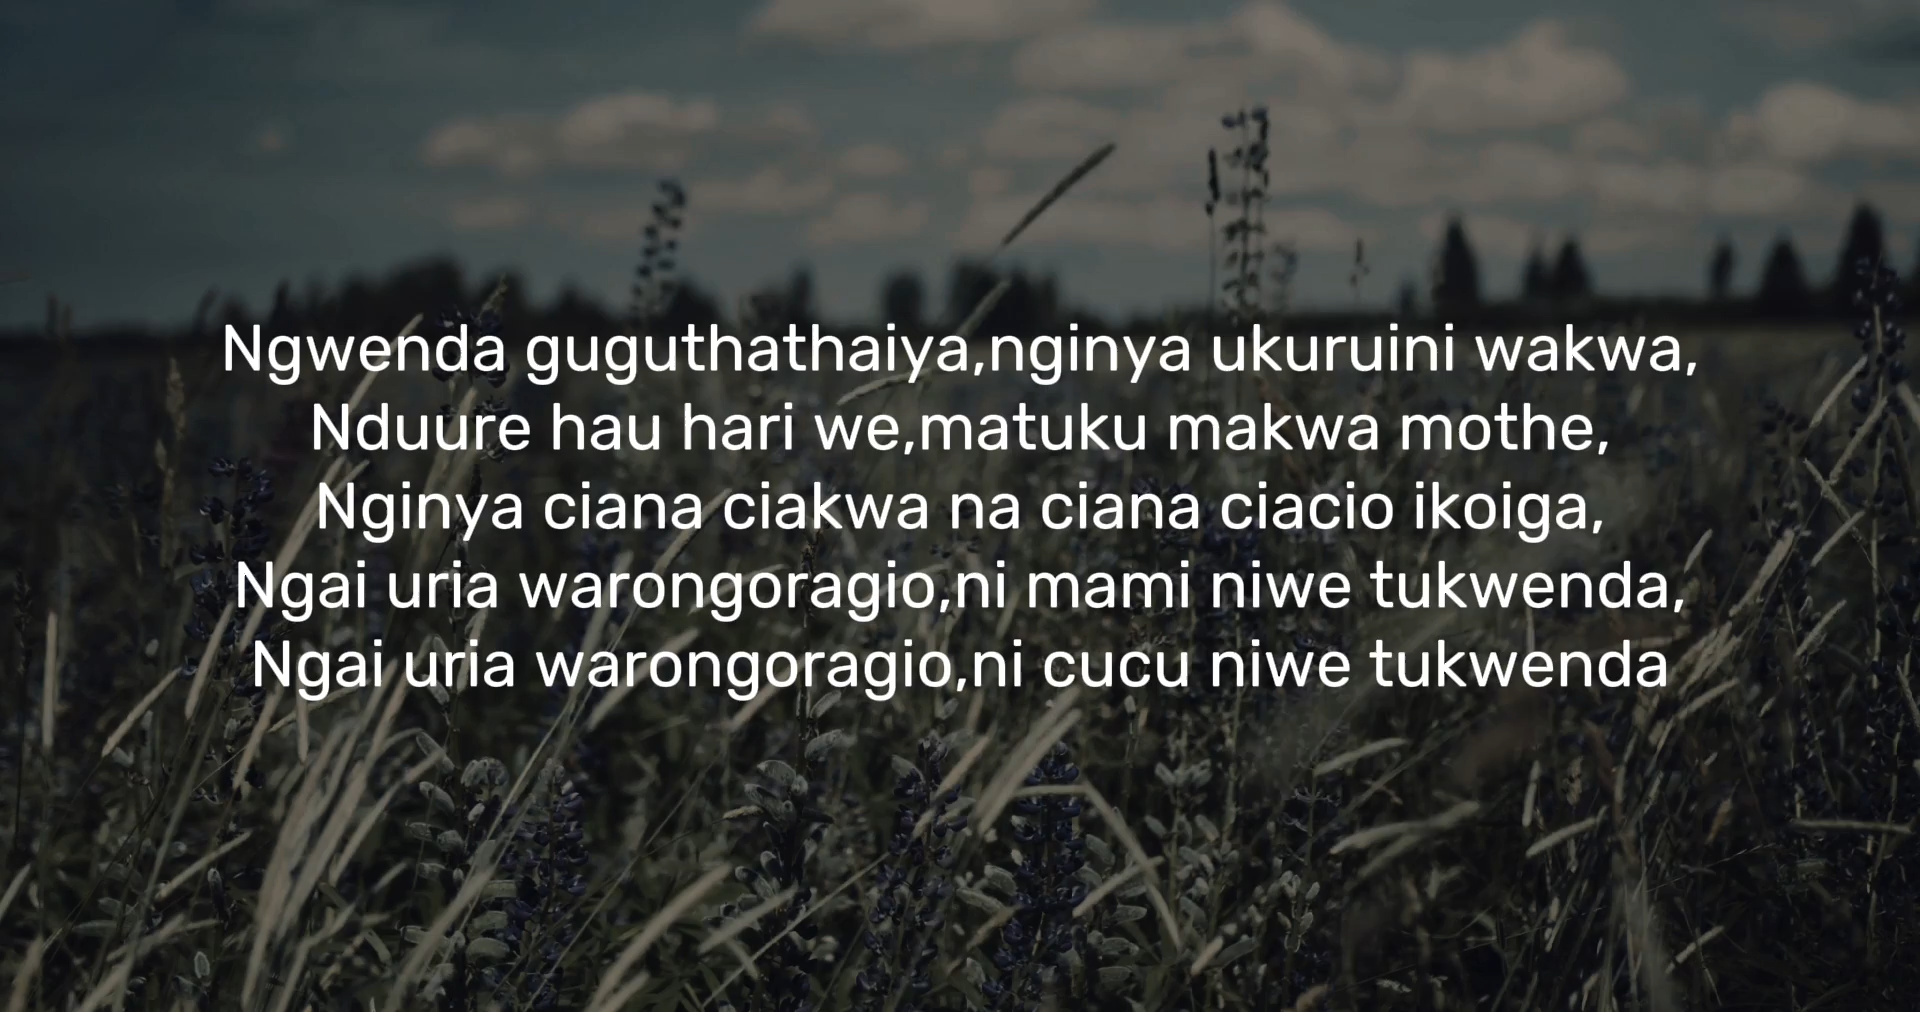 Ngwenda guguthathaiya,nginya ukuruini wakwa,
Nduure hau hari we,matuku makwa mothe,
Nginya ciana ciakwa na ciana ciacio ikoiga,
Ngai uria warongoragio,ni mami niwe tukwenda,
Ngai uria warongoragio,ni cucu niwe tukwenda